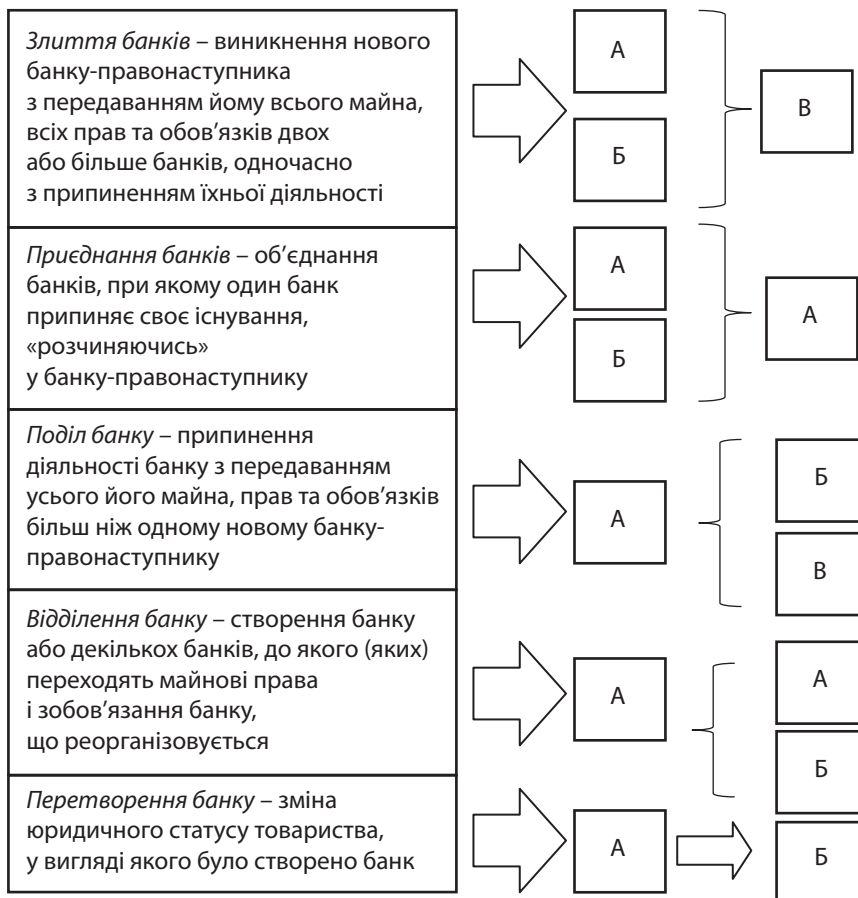 Злиття банків – виникнення нового
банку-правонаступника
з передаванням йому всього майна,
всіх прав та обов’язків двох
або більше банків, одночасно
з припиненням їхньої діяльності
А
Б
В
Приєднання банків – об’єднання
банків, при якому один банк
припиняє своє існування,
«розчиняючись»
у банку-правонаступнику
А
Б
А
Поділ банку – припинення
діяльності банку з передаванням
усього його майна, прав та обов’язків
більш ніж одному новому банку-
правонаступнику
А
Б
В
Відділення банку – створення банку
або декількох банків, до якого (яких)
переходять майнові права
і зобов’язання банку,
що реорганізовується
А
А
Б
Перетворення банку – зміна
юридичного статусу товариства,
у вигляді якого було створено банк
А
Б